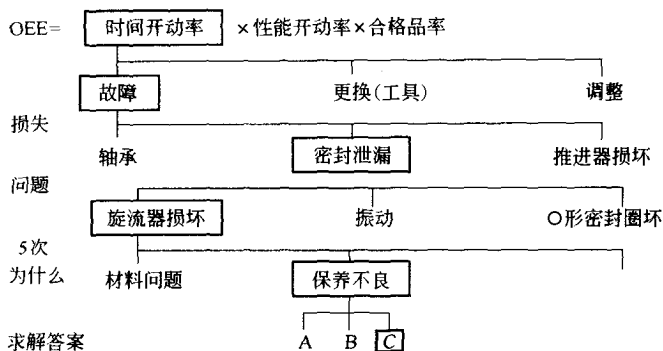 OEE= 时间开动率 ×性能开动率×合格品率
故障 更换(工具) 调整
损失
轴承 密封泄漏 推进器损坏
问题
旋流器损坏 振动 O形密封圈坏
5次
为什么 材料问题 保养不良
求解答案 A B C